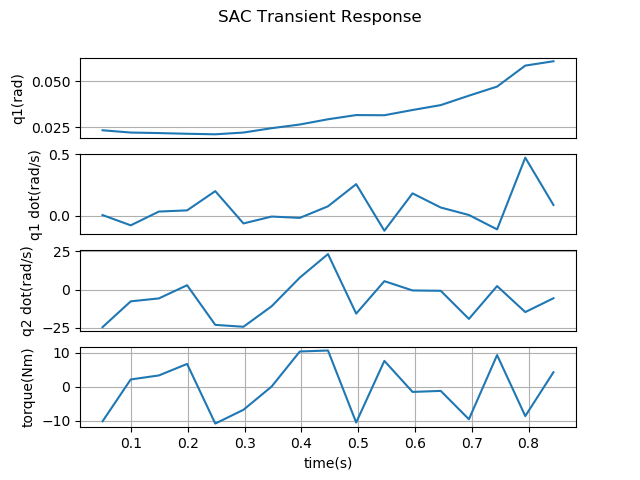 SAC Transient Response
q1(rad)
0.050
0.025
q1 dot(rad/s)
0.5
0.0
q2 dot(rad/s)
25
0
−25
torque(Nm)
10
0
−10
0.1 0.2 0.3 0.4 0.5 0.6 0.7 0.8
time(s)